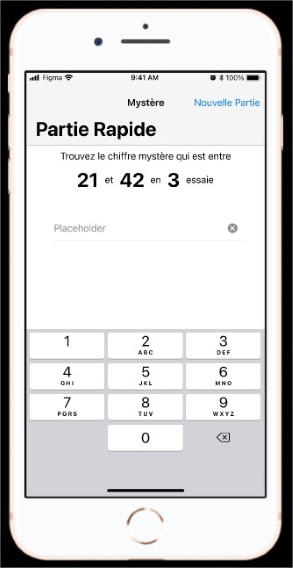 Figma 9:41 AM 100%
Mystère Nouvelle Partie
Partie Rapide
Trouvez le chiffre mystère qui est entre
21 et 42 en 3 essaie
Placeholder
1 2 3
ABC DEF
4 5 6
GHI JKL MNO
7 8 9
PQRS TUV WXYZ
0